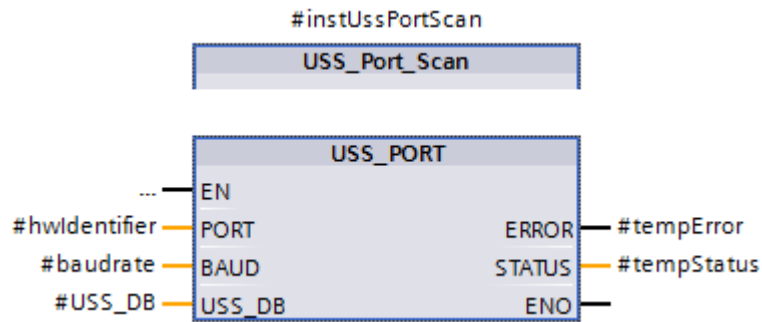 #instUssPortScan
USS_Port_Scan
USS_PORT
... EN
#hwIdentifier PORT ERROR #tempError
#baudrate BAUD STATUS #tempStatus
#USS_DB USS_DB ENO